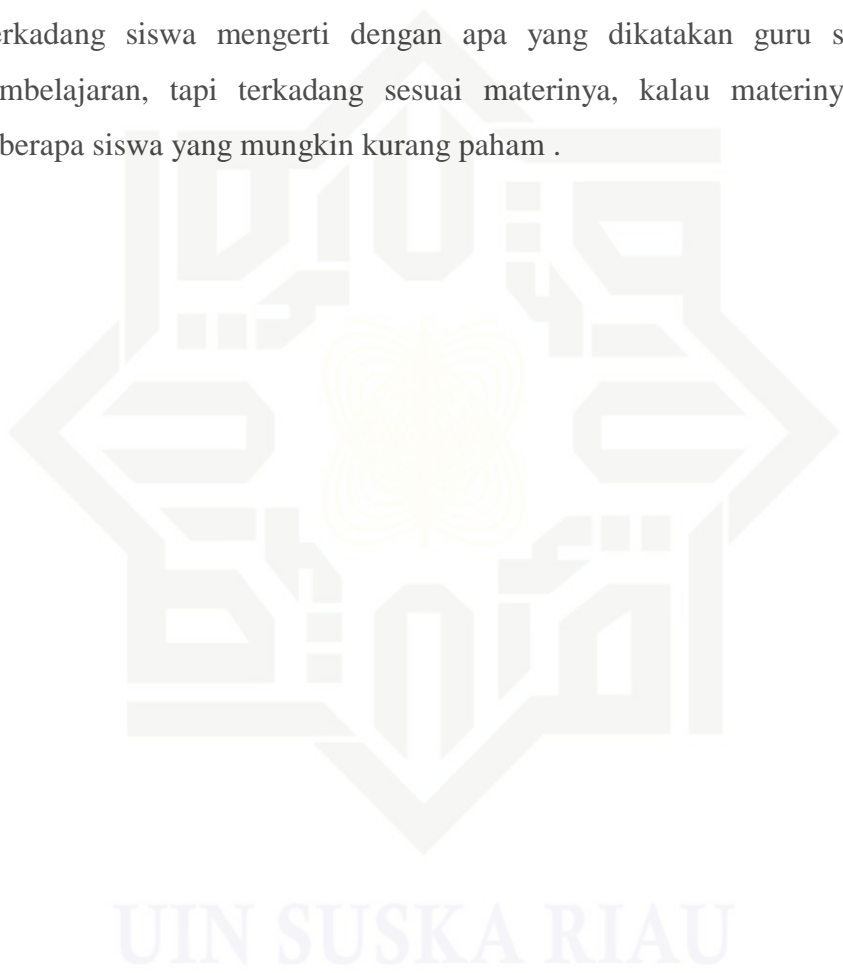 erkadang siswa mengerti dengan apa yang dikatakan guru s
mbelajaran, tapi terkadang sesuai materinya, kalau materiny
berapa siswa yang mungkin kurang paham .
UIN SUSKA RIAU